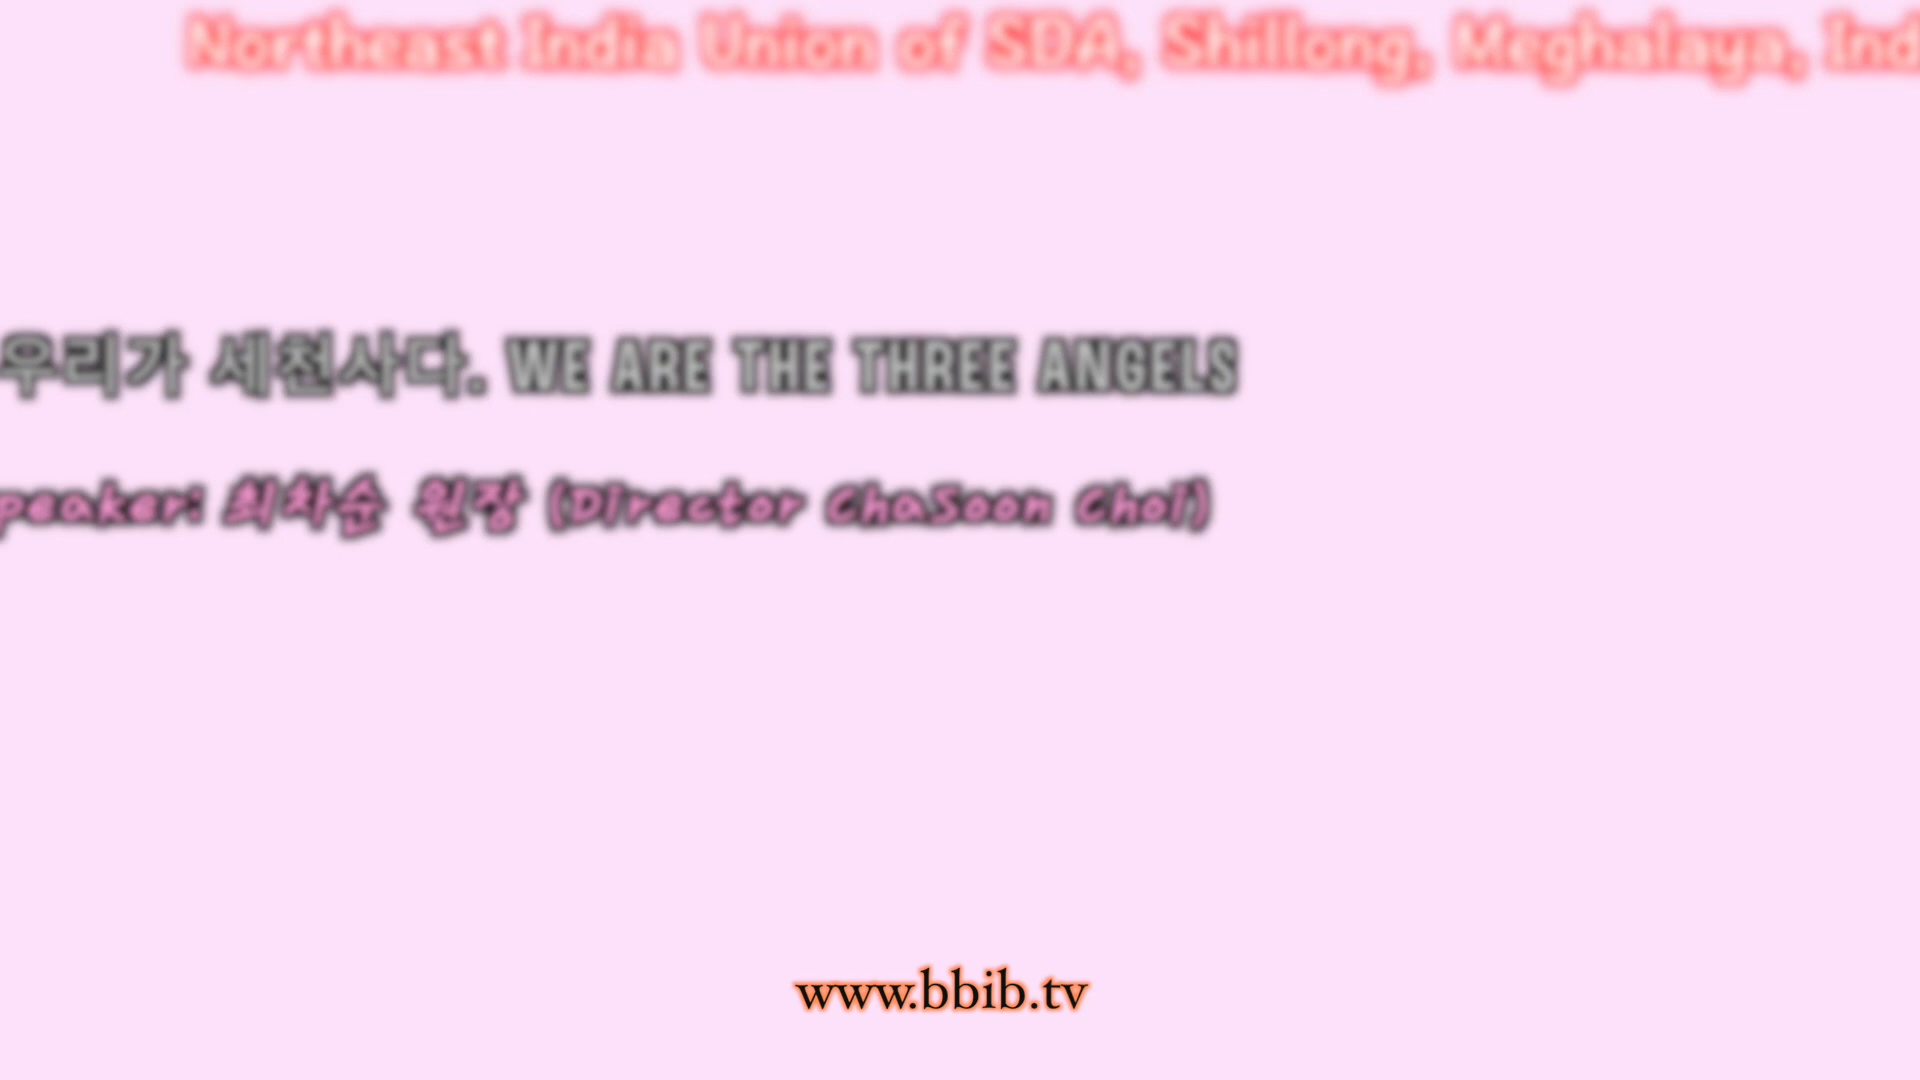 Northeast India Union of SDA, Shillong, Meghalaya, Ind
우리가 세천사다. WE ARE THE THREE ANGELS
peaker: 최차순 원장 (Director ChaSoon Choi)
www.bbib.tv